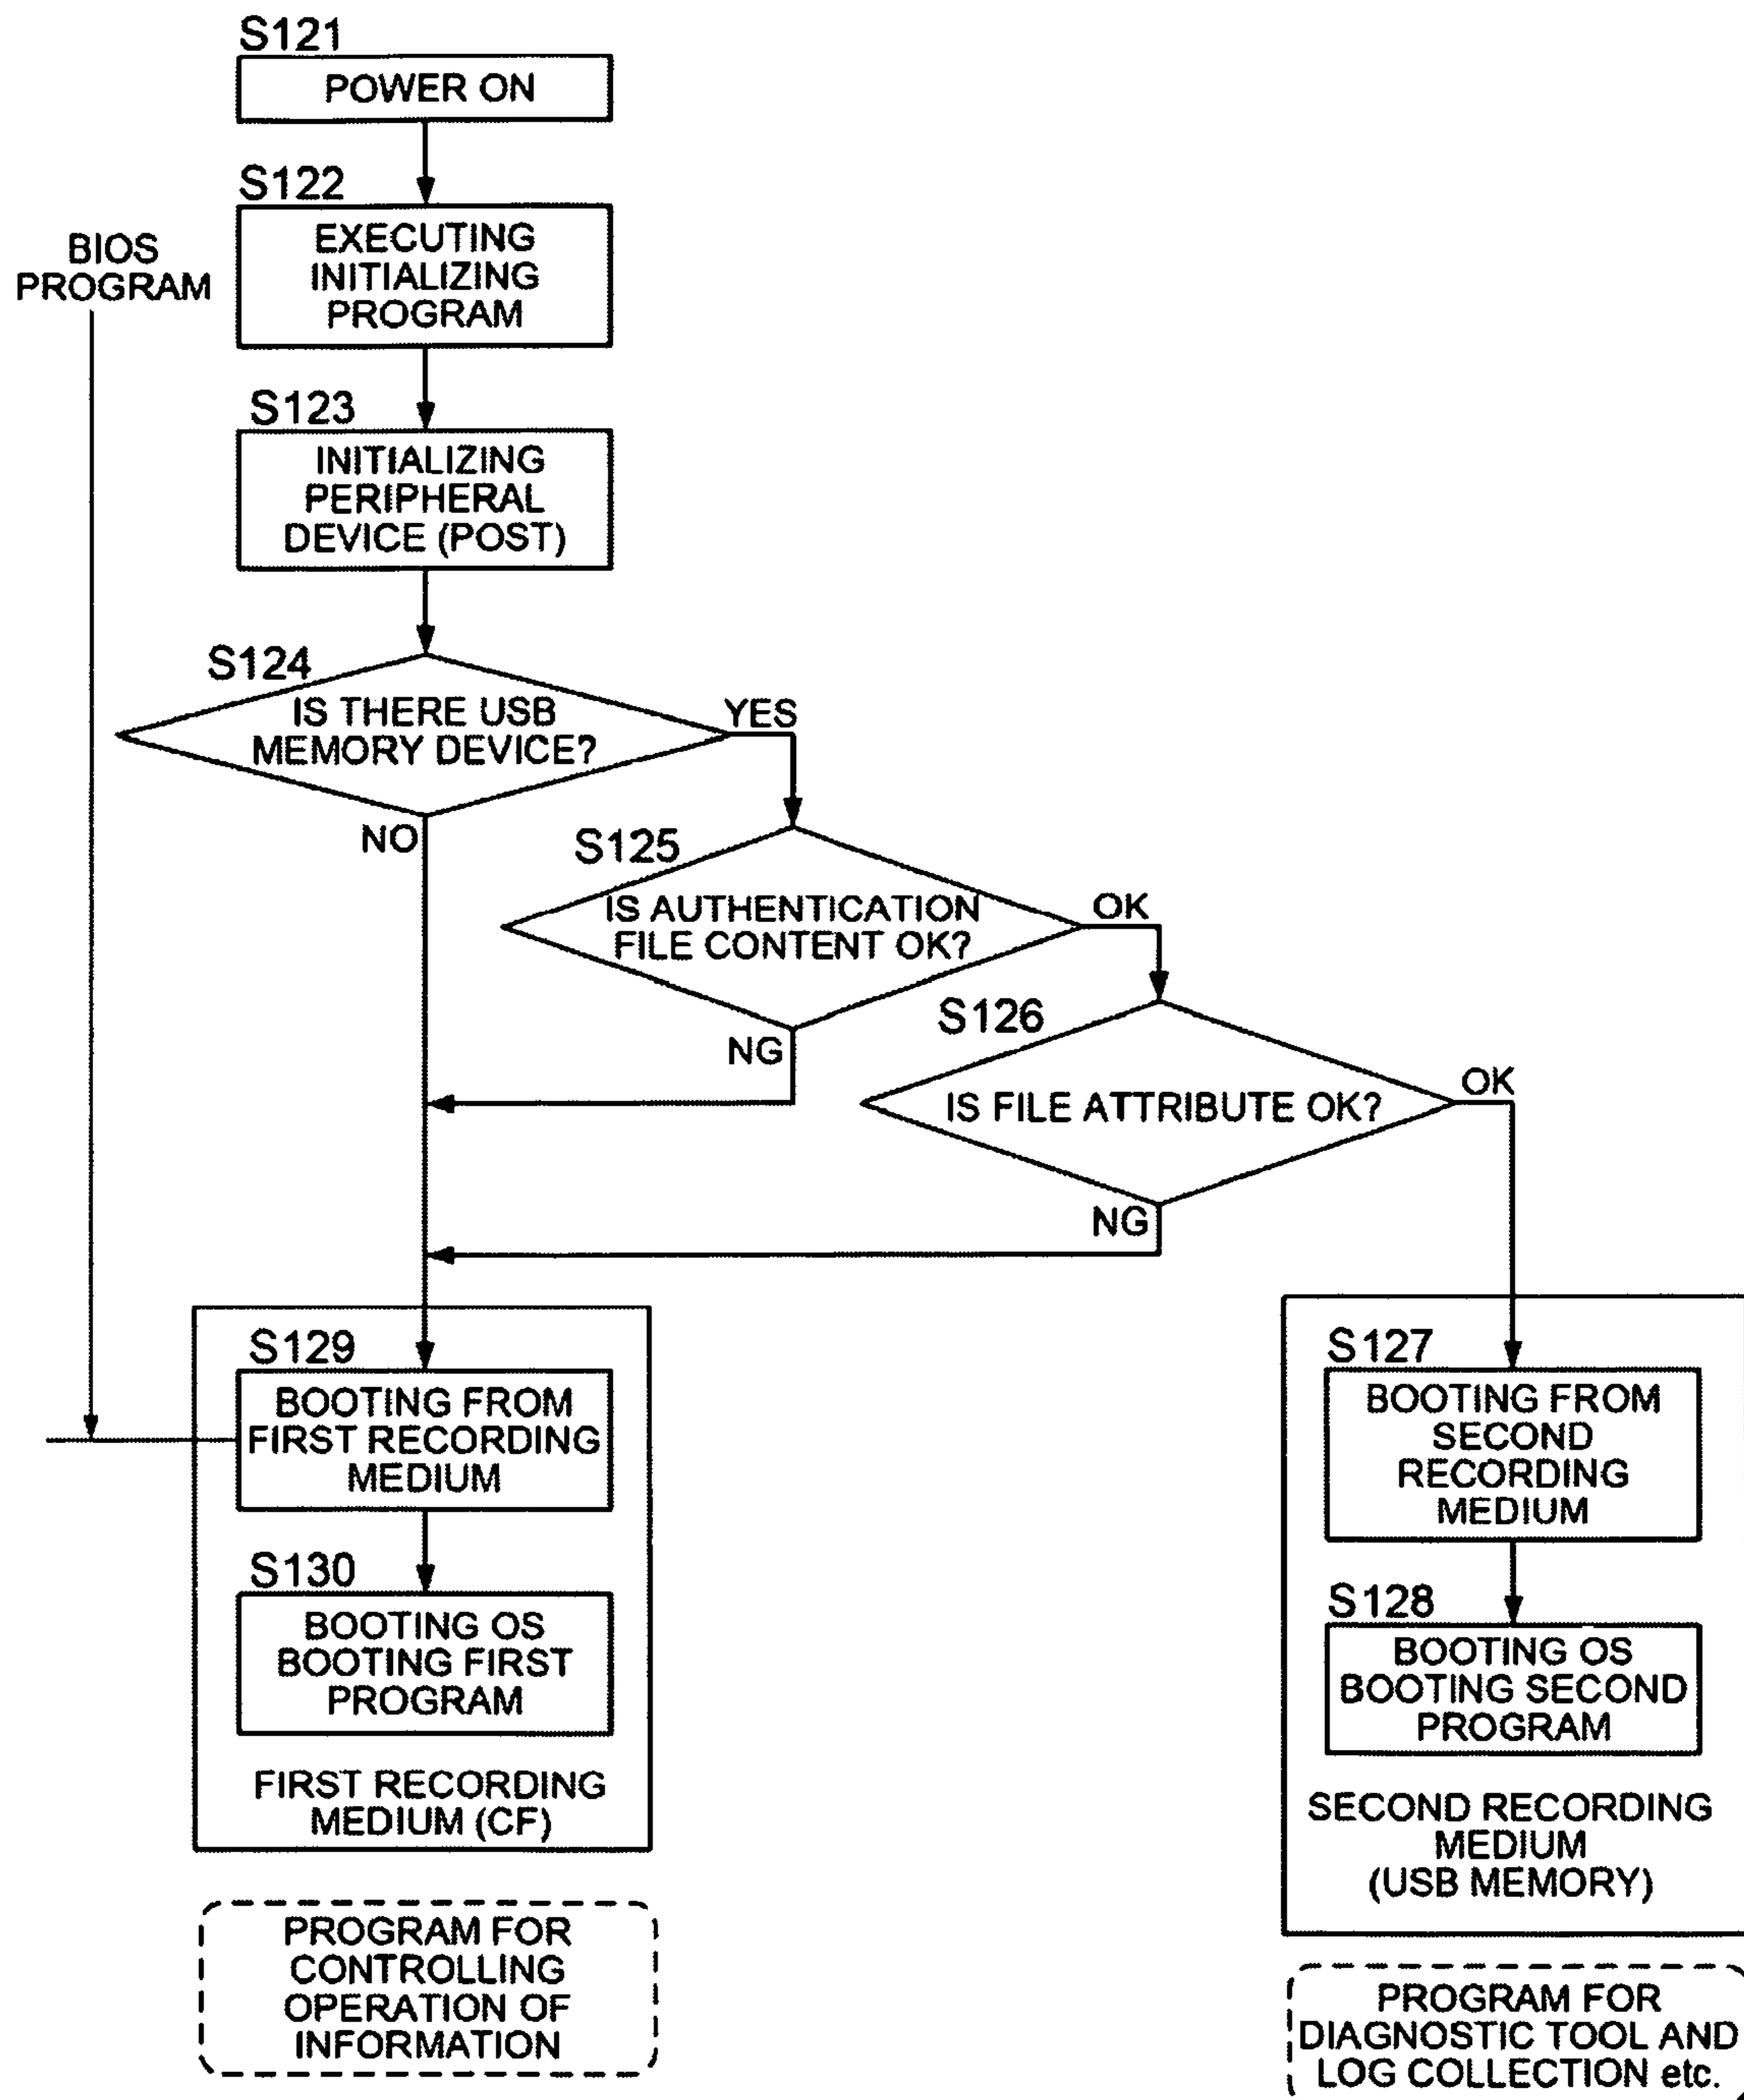 S121
POWER ON
S122
EXECUTING
INITIALIZING
PROGRAM
BIOS
PROGRAM
S123
INITIALIZING
PERIPHERAL
DEVICE (POST)
S124
IS THERE USB
MEMORY DEVICE?
YES
NO
S125
IS AUTHENTICATION
FILE CONTENT OK?
OK
NG
S126
IS FILE ATTRIBUTE OK?
OK
NG
S129
BOOTING FROM
FIRST RECORDING
MEDIUM
S130
BOOTING OS
BOOTING FIRST
PROGRAM
FIRST RECORDING
MEDIUM (CF)
PROGRAM FOR
CONTROLLING
OPERATION OF
INFORMATION
S127
BOOTING FROM
SECOND
RECORDING
MEDIUM
S128
BOOTING OS
BOOTING SECOND
PROGRAM
SECOND RECORDING
MEDIUM
(USB MEMORY)
PROGRAM FOR
DIAGNOSTIC TOOL AND
LOG COLLECTION etc.